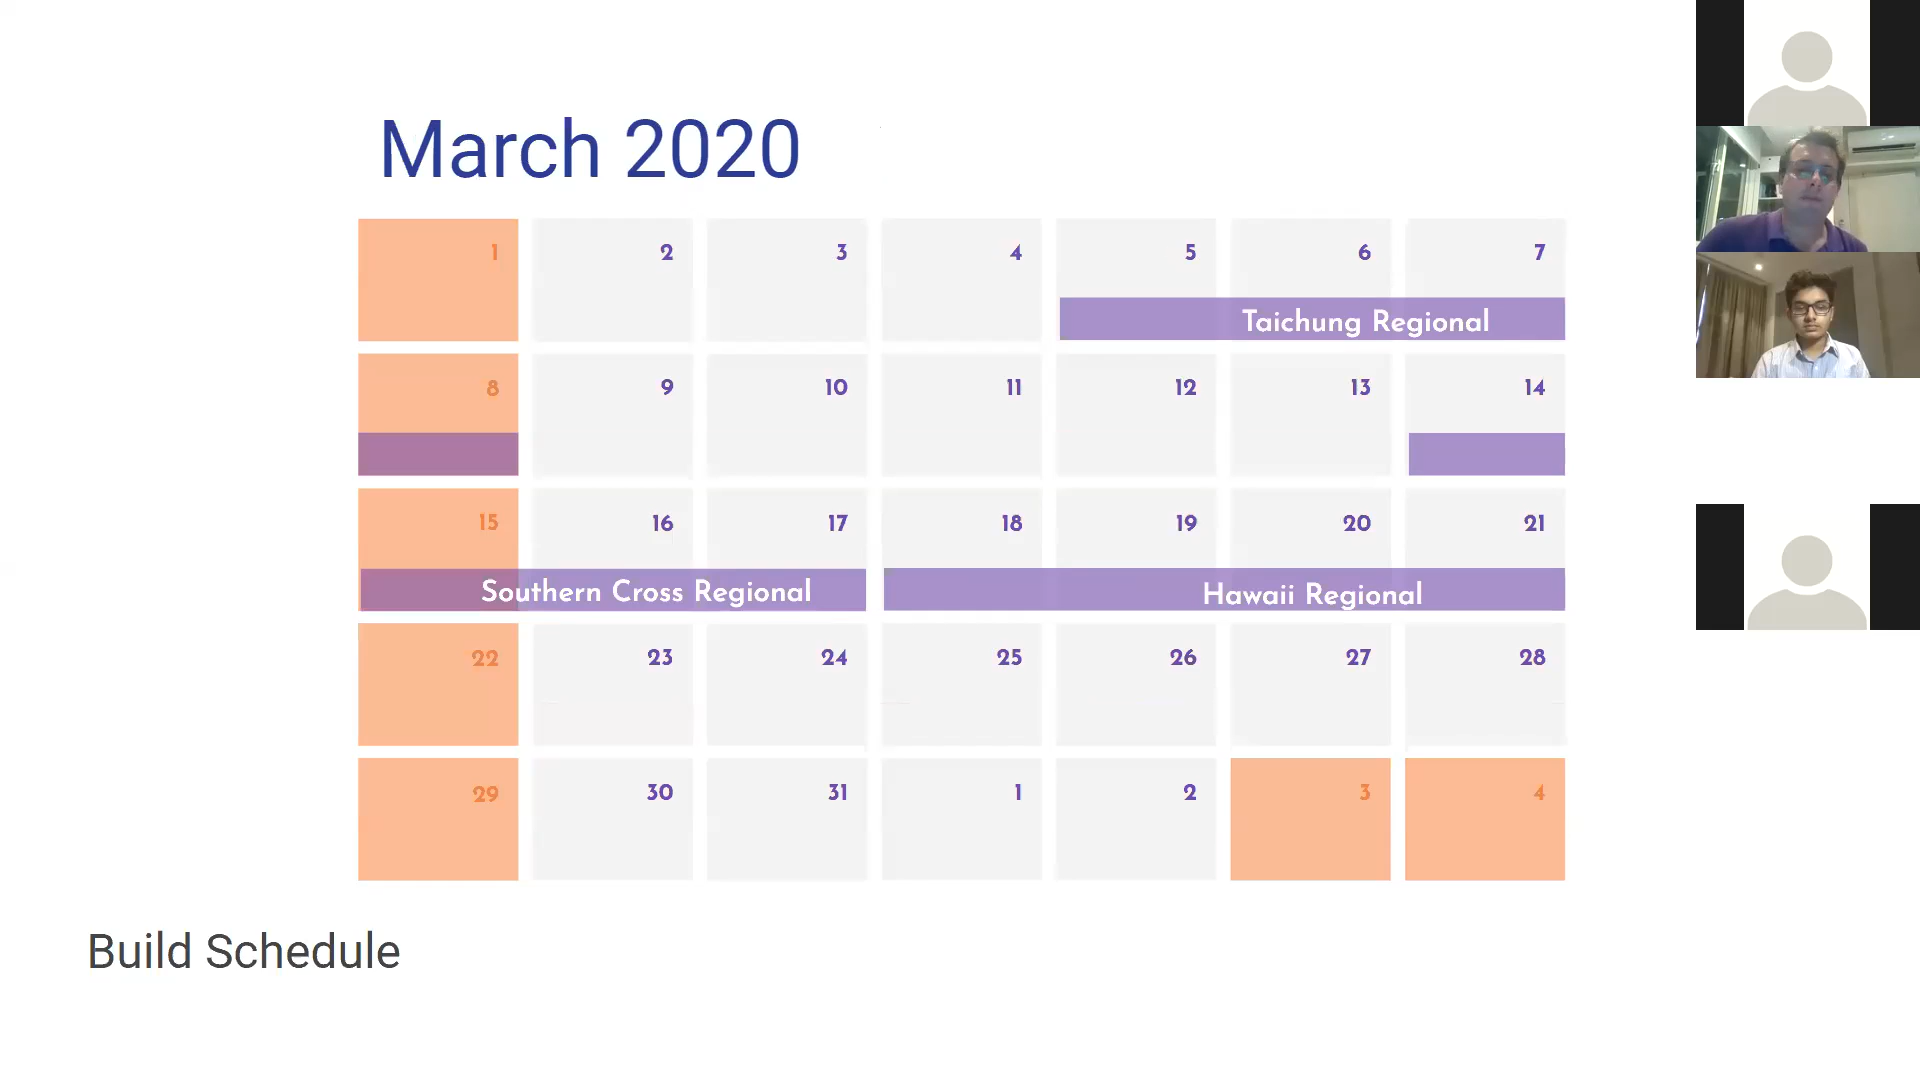 March 2020
1 2 3 4 5 6 7
Taichung Regional
8 9 10 11 12 13 14
15 16 17 18 19 20 21
Southern Cross Regional Hawaii Regional
22 23 24 25 26 27 28
29 30 31 1 2 3 4
Build Schedule